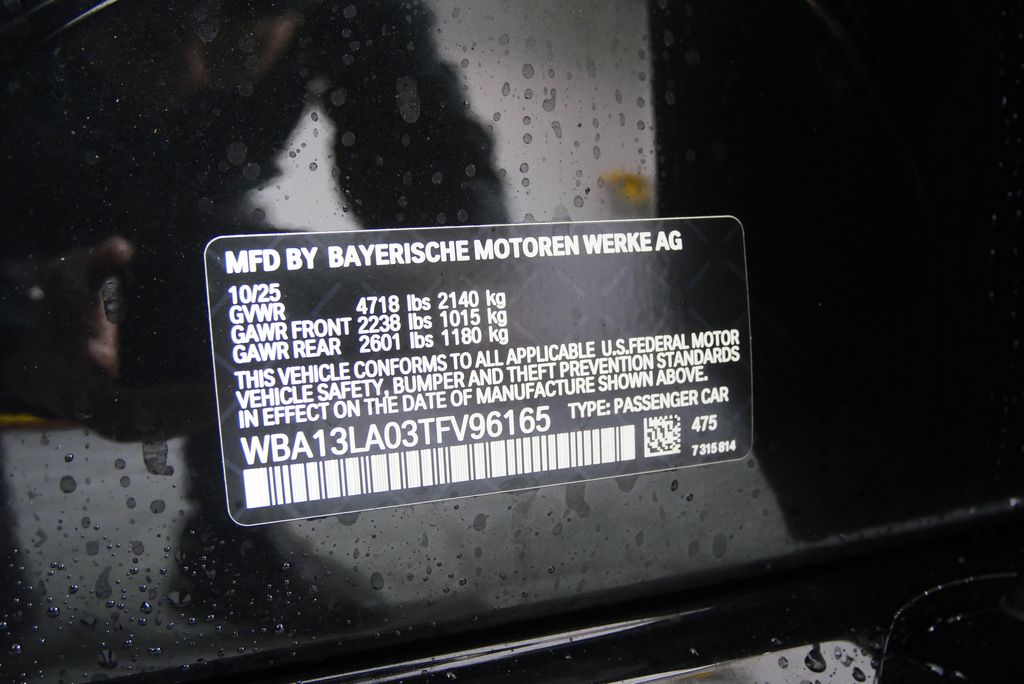 MFD BY BAYERISCHE MOTOREN WERKE AG
10/25
GVWR 4718 lbs 2140 kg
GAWR FRONT 2238 lbs 1015 kg
GAWR REAR 2601 lbs 1180 kg
THIS VEHICLE CONFORMS TO ALL APPLICABLE U.S.FEDERAL MOTOR
VEHICLE SAFETY, BUMPER AND THEFT PREVENTION STANDARDS
IN EFFECT ON THE DATE OF MANUFACTURE SHOWN ABOVE.
WBA13LA03TFV96165 TYPE: PASSENGER CAR
475
7 315 814